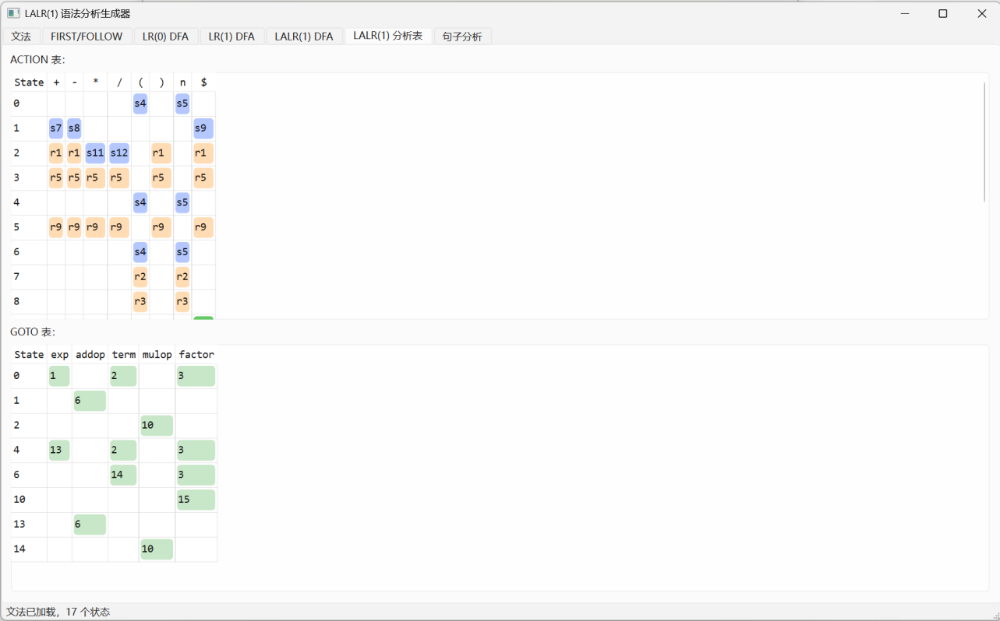 LALR(1) 语法分析生成器
文法 FIRST/FOLLOW LR(0) DFA LR(1) DFA LALR(1) DFA LALR(1) 分析表 句子分析
ACTION 表：
State + - * / ( ) n $
0 s4 s5
1 s7 s8 s9
2 r1 r1 s11 s12 r1 r1
3 r5 r5 r5 r5 r5 r5
4 s4 s5
5 r9 r9 r9 r9 r9 r9
6 s4 s5
7 r2 r2
8 r3 r3
GOTO 表：
State exp addop term mulop factor
0 1 2 3
1 6
2 10
4 13 2 3
6 14 3
10 15
13 6
14 10
文法已加载，17 个状态